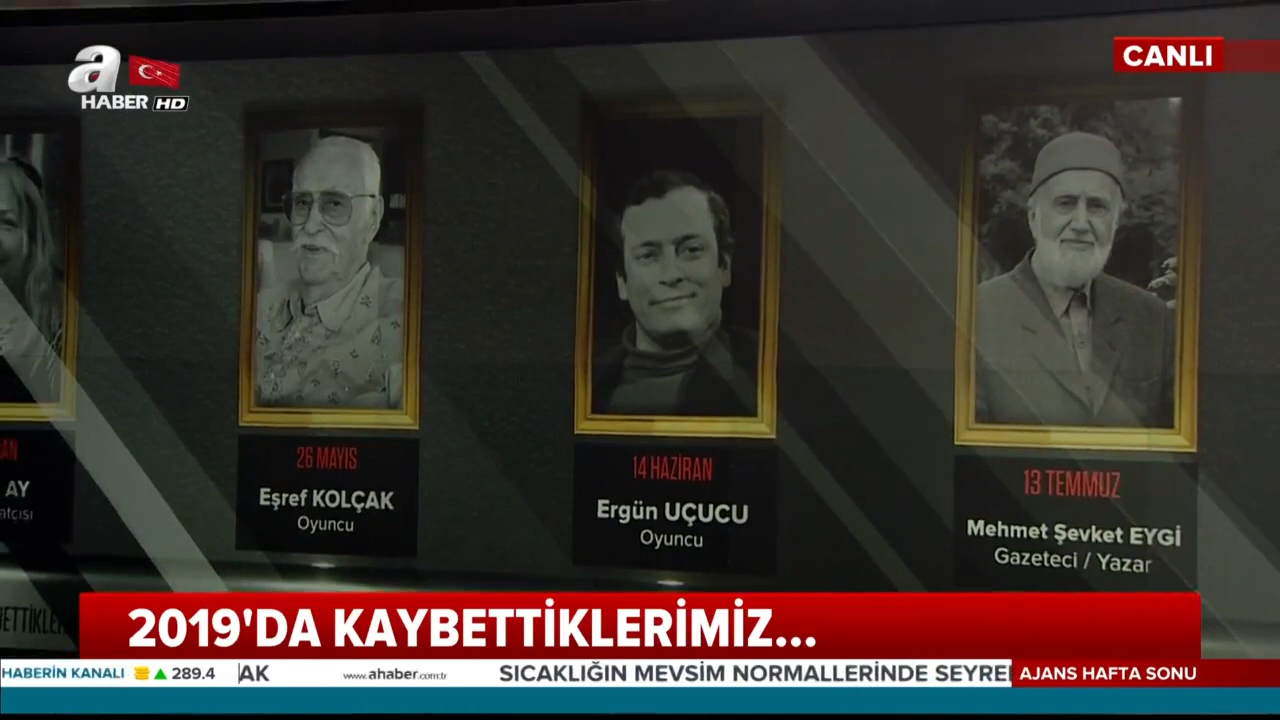 a
HABER HD
CANLI
AY
26 MAYIS
Eşref KOLÇAK
Oyuncu
14 HAZİRAN
Ergün UÇUCU
Oyuncu
13 TEMMUZ
Mehmet Şevket EYGİ
Gazeteci / Yazar
2019'DA KAYBETTİKLERİMİZ...
HABERİN KANALI 289.4 AK www.ahaber.com.tr SICAKLIĞIN MEVSİM NORMALLERİNDE SEYRE
AJANS HAFTA SONU